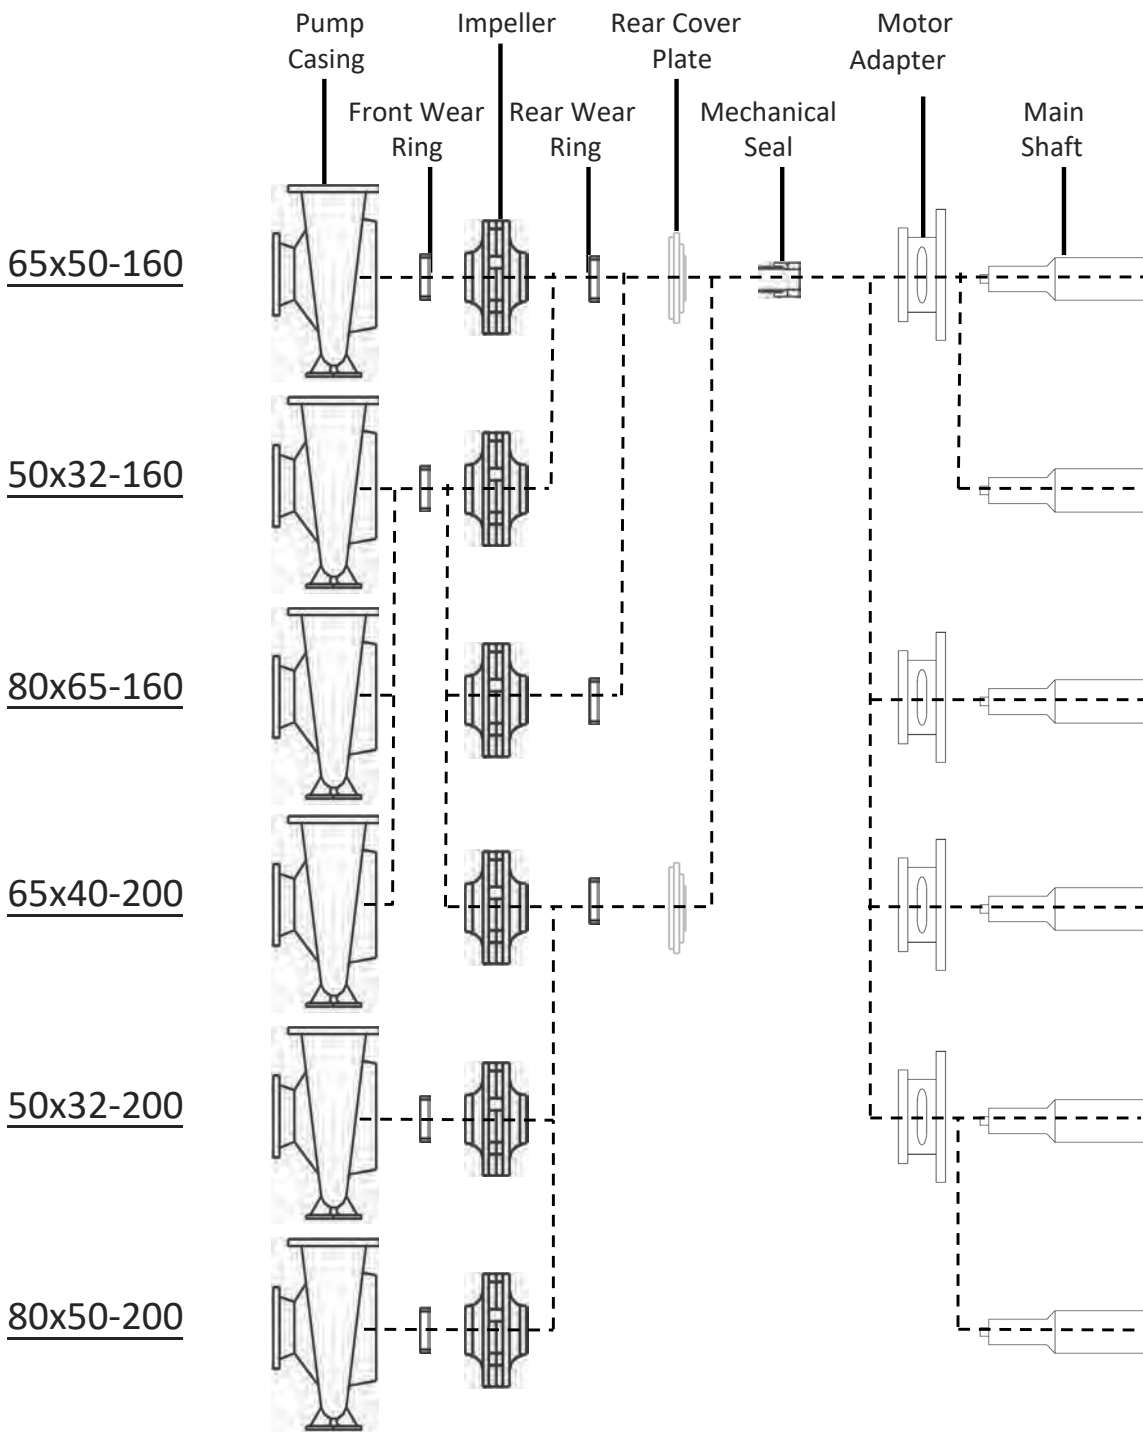 Pump
Casing
Impeller
Rear Cover
Plate
Motor
Adapter
Front Wear
Ring
Rear Wear
Ring
Mechanical
Seal
Main
Shaft
65x50-160
50x32-160
80x65-160
65x40-200
50x32-200
80x50-200